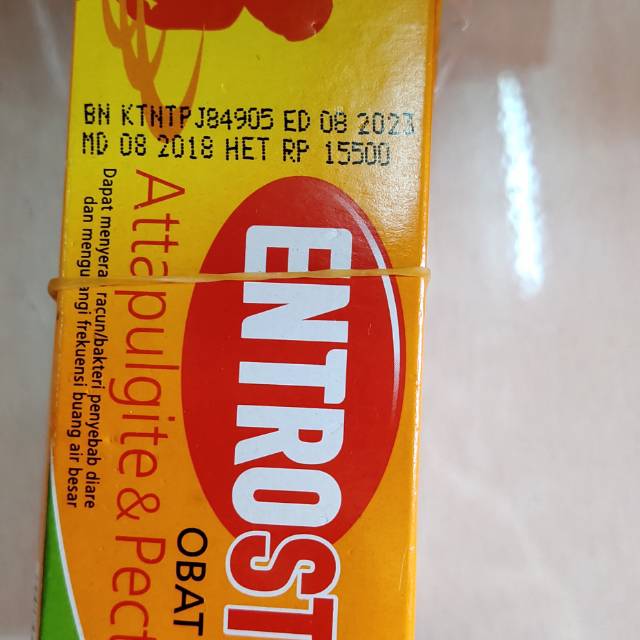 BN KTNTPJ84905 ED 08 2023
MD 08 2018 HET RP 15500
ENTROST
Attapulgite & Pect
Dapat menyera racun/bakteri penyebab diare
dan mengu angi frekuensi buang air besar
OBAT